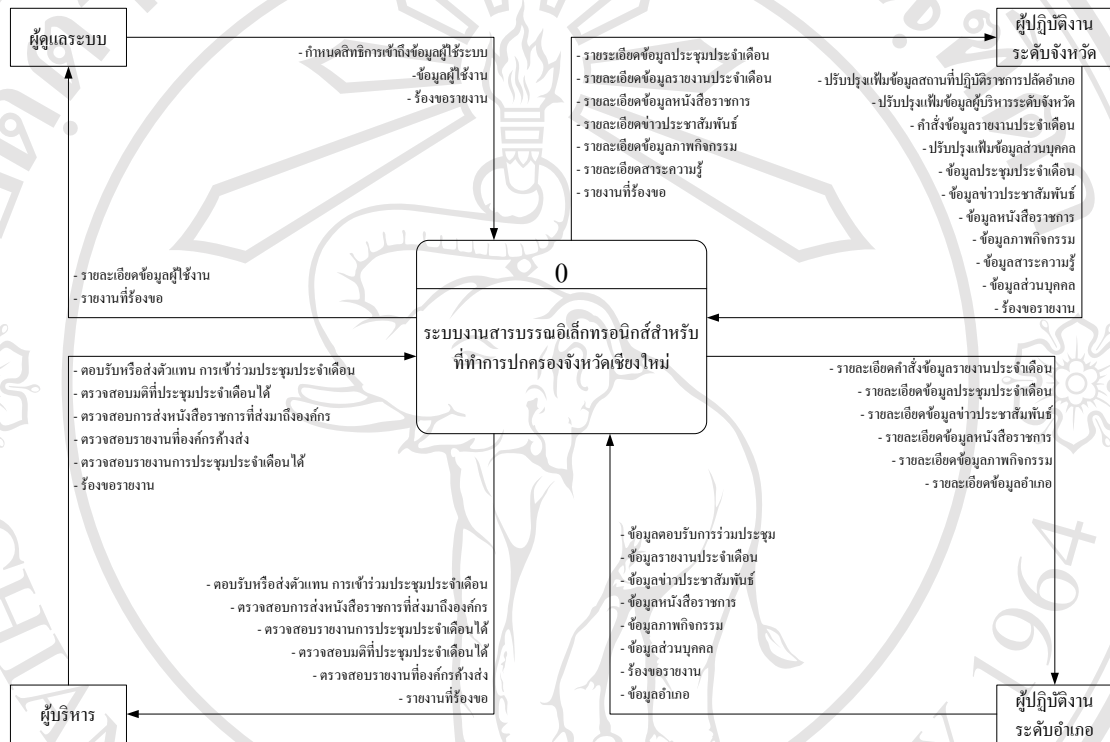 ผู้ดูแลระบบ
- กำหนดสิทธิการเข้าถึงข้อมูลผู้ใช้ระบบ
-ข้อมูลผู้ใช้งาน
- ร้องขอรายงาน
- รายระเอียดข้อมูลประชุมประจำเดือน
- รายละเอียดข้อมูลรายงานประจำเดือน
- รายละเอียดข้อมูลหนังสือราชการ
- รายละเอียดข่าวประชาสัมพันธ์
- รายละเอียดข้อมูลภาพกิจกรรม
- รายละเอียดสาระความรู้
- รายงานที่ร้องขอ
ผู้ปฏิบัติงาน
ระดับจังหวัด
- ปรับปรุงแฟ้มข้อมูลสถานที่ปฏิบัติราชการปลัดอำเภอ
- ปรับปรุงแฟ้มข้อมูลผู้บริหารระดับจังหวัด
- คำสั่งข้อมูลรายงานประจำเดือน
- ปรับปรุงแฟ้มข้อมูลส่วนบุคคล
- ข้อมูลประชุมประจำเดือน
- ข้อมูลข่าวประชาสัมพันธ์
- ข้อมูลหนังสือราชการ
- ข้อมูลภาพกิจกรรม
- ข้อมูลสาระความรู้
- ข้อมูลส่วนบุคคล
- ร้องขอรายงาน
- รายละเอียดข้อมูลผู้ใช้งาน
- รายงานที่ร้องขอ
0
ระบบงานสารบรรณอิเล็กทรอนิกส์สำหรับ
ที่ทำการปกครองจังหวัดเชียงใหม่
- ตอบรับหรือส่งตัวแทน การเข้าร่วมประชุมประจำเดือน
- ตรวจสอบมติที่ประชุมประจำเดือนได้
- ตรวจสอบการส่งหนังสือราชการที่ส่งมาถึงองค์กร
- ตรวจสอบรายงานที่องค์กรค้างส่ง
- ตรวจสอบรายงานการประชุมประจำเดือนได้
- ร้องขอรายงาน
- รายละเอียดคำสั่งข้อมูลรายงานประจำเดือน
- รายละเอียดข้อมูลประชุมประจำเดือน
- รายละเอียดข้อมูลข่าวประชาสัมพันธ์
- รายละเอียดข้อมูลหนังสือราชการ
- รายละเอียดข้อมูลภาพกิจกรรม
- รายละเอียดข้อมูลอำเภอ
- ตอบรับหรือส่งตัวแทน การเข้าร่วมประชุมประจำเดือน
- ตรวจสอบการส่งหนังสือราชการที่ส่งมาถึงองค์กร
- ตรวจสอบรายงานการประชุมประจำเดือนได้
- ตรวจสอบมติที่ประชุมประจำเดือนได้
- ตรวจสอบรายงานที่องค์กรค้างส่ง
- รายงานที่ร้องขอ
- ข้อมูลตอบรับการร่วมประชุม
- ข้อมูลรายงานประจำเดือน
- ข้อมูลข่าวประชาสัมพันธ์
- ข้อมูลหนังสือราชการ
- ข้อมูลภาพกิจกรรม
- ข้อมูลส่วนบุคคล
- ร้องขอรายงาน
- ข้อมูลอำเภอ
ผู้บริหาร
ผู้ปฏิบัติงาน
ระดับอำเภอ
1964